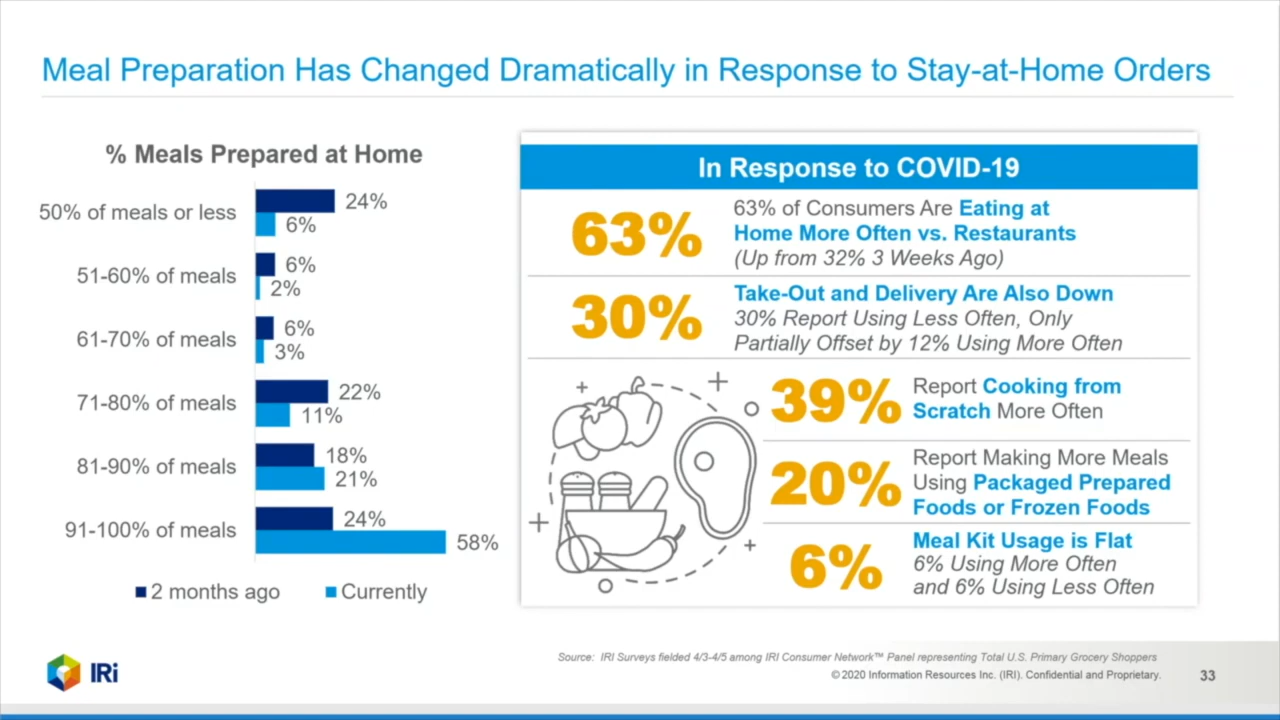 Meal Preparation Has Changed Dramatically in Response to Stay-at-Home Orders
% Meals Prepared at Home
50% of meals or less
24%
6%
51-60% of meals
6%
2%
61-70% of meals
6%
3%
71-80% of meals
22%
11%
81-90% of meals
18%
21%
91-100% of meals
24%
58%
2 months ago
Currently
In Response to COVID-19
63%
63% of Consumers Are Eating at
Home More Often vs. Restaurants
(Up from 32% 3 Weeks Ago)
30%
Take-Out and Delivery Are Also Down
30% Report Using Less Often, Only
Partially Offset by 12% Using More Often
39%
Report Cooking from
Scratch More Often
20%
Report Making More Meals
Using Packaged Prepared
Foods or Frozen Foods
6%
Meal Kit Usage is Flat
6% Using More Often
and 6% Using Less Often
IRi
Source: IRI Surveys fielded 4/3-4/5 among IRI Consumer Network™ Panel representing Total U.S. Primary Grocery Shoppers
© 2020 Information Resources Inc. (IRI). Confidential and Proprietary.
33